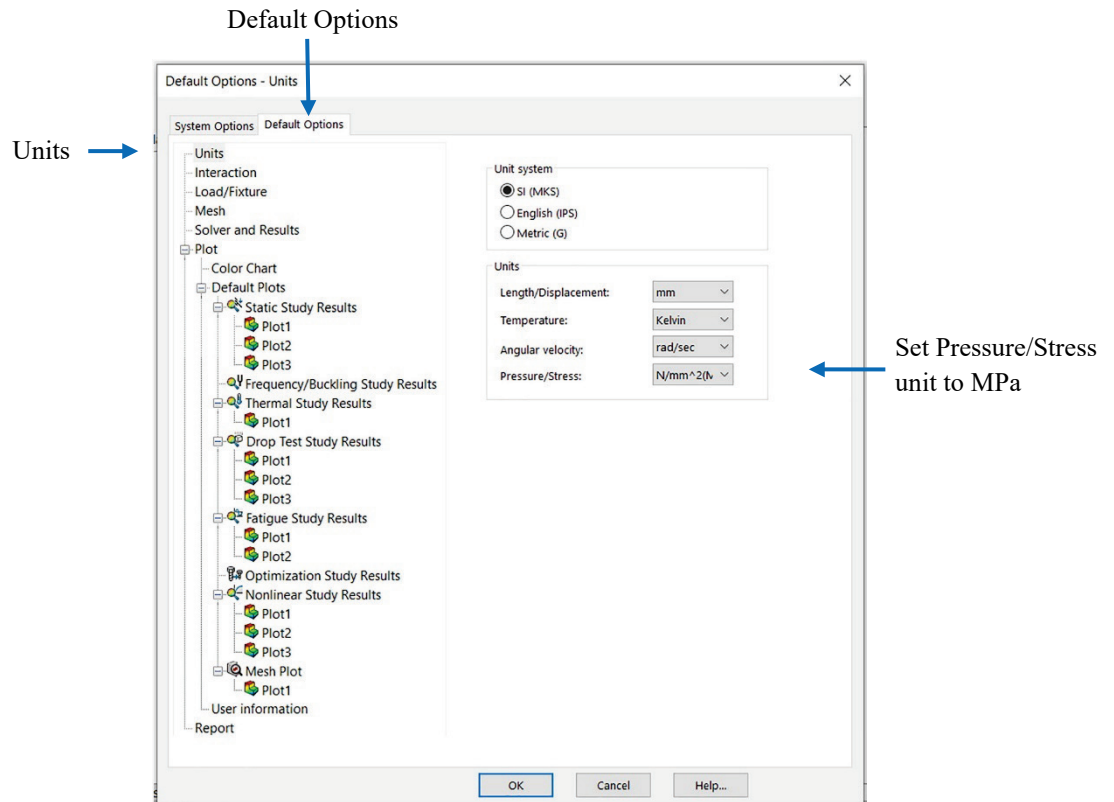 Default Options
Default Options - Units
System Options Default Options
Units
Units
Interaction
Load/Fixture
Mesh
Solver and Results
Plot
Color Chart
Default Plots
Static Study Results
Plot1
Plot2
Plot3
Frequency/Buckling Study Results
Thermal Study Results
Plot1
Drop Test Study Results
Plot1
Plot2
Plot3
Fatigue Study Results
Plot1
Plot2
Optimization Study Results
Nonlinear Study Results
Plot1
Plot2
Plot3
Mesh Plot
Plot1
User information
Report
Unit system
SI (MKS)
English (IPS)
Metric (G)
Units
Length/Displacement: mm
Temperature: Kelvin
Angular velocity: rad/sec
Pressure/Stress: N/mm^2(M
Set Pressure/Stress
unit to MPa
OK Cancel Help...